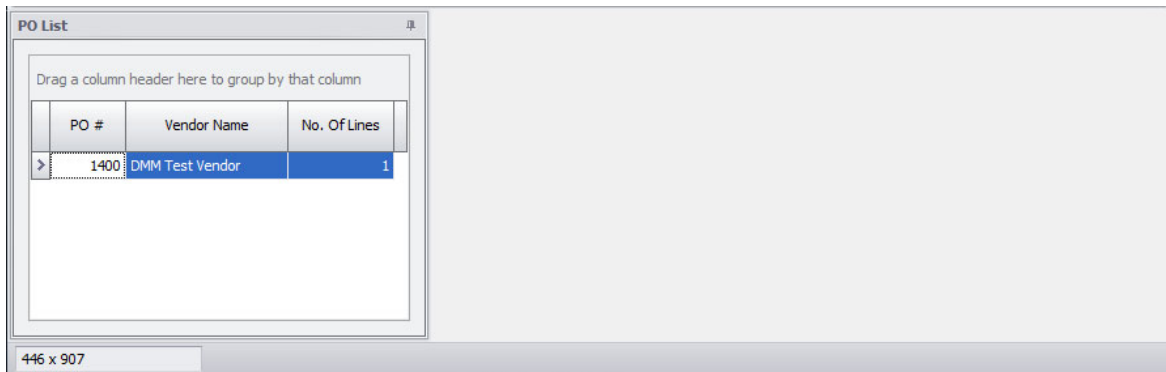 PO List
Drag a column header here to group by that column
PO # Vendor Name No. Of Lines
1400 DMM Test Vendor 1
446 x 907